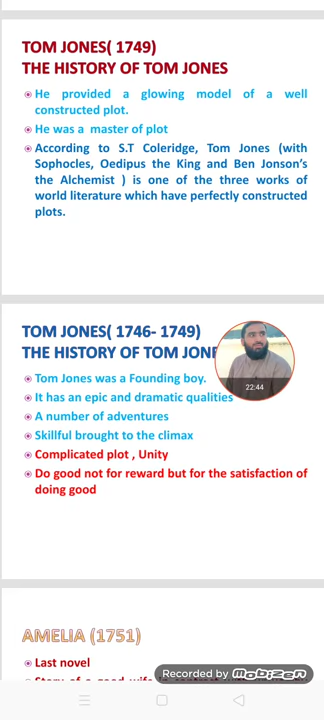 TOM JONES( 1749)
THE HISTORY OF TOM JONES
He provided a glowing model of a well
constructed plot.
He was a master of plot
According to S.T Coleridge, Tom Jones (with
Sophocles, Oedipus the King and Ben Jonson's
the Alchemist ) is one of the three works of
world literature which have perfectly constructed
plots.
TOM JONES( 1746- 1749)
THE HISTORY OF TOM
22:44
Tom Jones was a Founding boy.
It has an epic and dramatic qualities
A number of adventures
Skillful brought to the climax
Complicated plot , Unity
Do good not for reward but for the satisfaction of
doing good
AMELIA (1751)
Last novel
Recorded by Mobizen
Story of a good wife